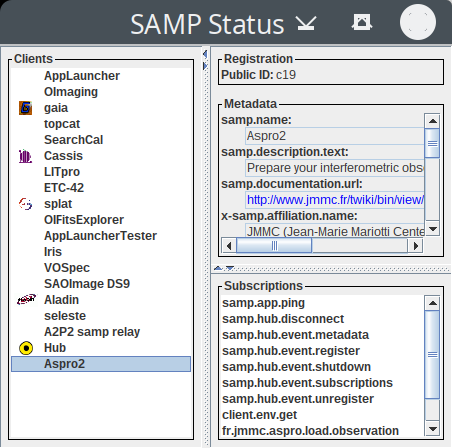 SAMP Status
Clients
AppLauncher
OImaging
gaia
topcat
SearchCal
Cassis
LITpro
ETC-42
splat
OIFitsExplorer
AppLauncherTester
Iris
VOSpec
SAOImage DS9
Aladin
seleste
A2P2 samp relay
Hub
Aspro2
Registration
Public ID: c19
Metadata
samp.name:
Aspro2
samp.description.text:
Prepare your interferometric obs
samp.documentation.url:
http://www.jmmc.fr/twiki/bin/view/
x-samp.affiliation.name:
JMMC (Jean-Marie Mariotti Cente
Subscriptions
samp.app.ping
samp.hub.disconnect
samp.hub.event.metadata
samp.hub.event.register
samp.hub.event.shutdown
samp.hub.event.subscriptions
samp.hub.event.unregister
client.env.get
fr.jmmc.aspro.load.observation